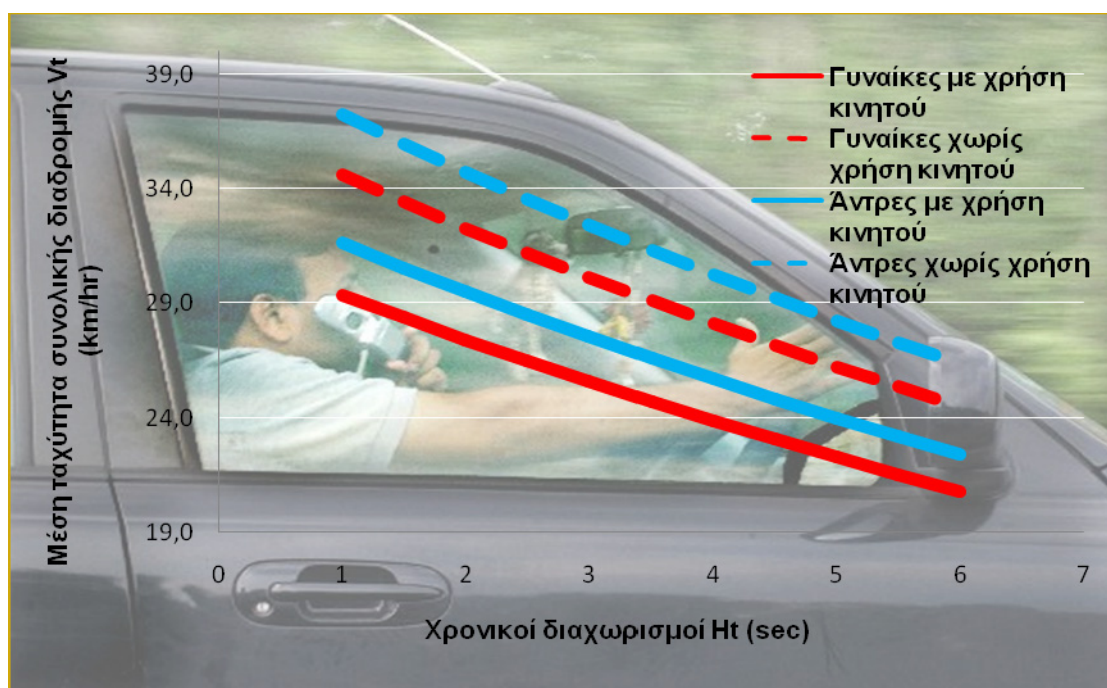 Μέση ταχύτητα συνολικής διαδρομής Vt
(km/hr)
39,0
34,0
29,0
24,0
19,0
0 1 2 3 4 5 6 7
Χρονικοί διαχωρισμοί Ht (sec)
Γυναίκες με χρήση
κινητού
Γυναίκες χωρίς
χρήση κινητού
Άντρες με χρήση
κινητού
Άντρες χωρίς χρήση
κινητού